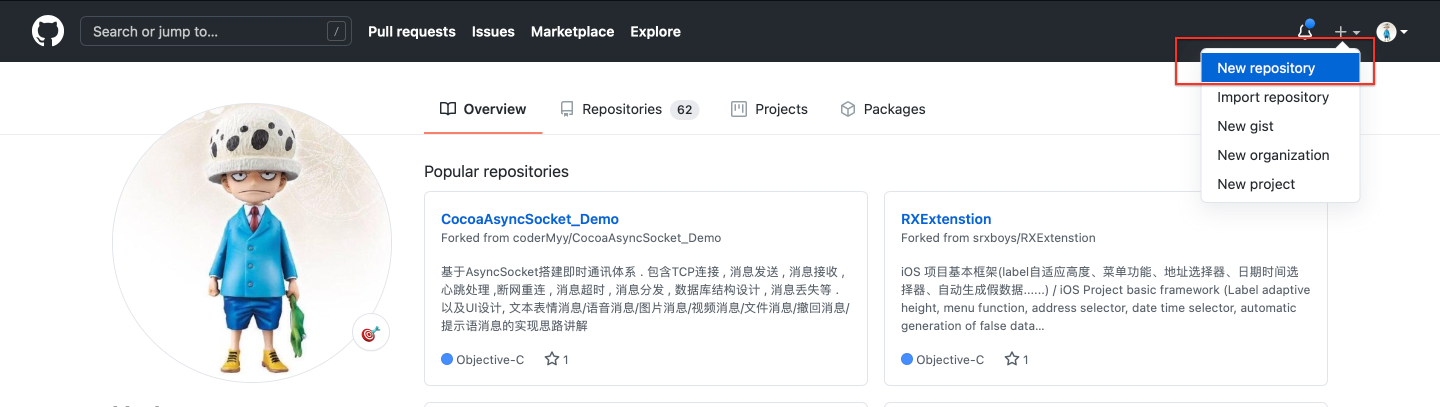 Search or jump to... /
Pull requests
Issues
Marketplace
Explore
New repository
Import repository
New gist
New organization
New project
Overview
Repositories 62
Projects
Packages
Popular repositories
CocoaAsyncSocket_Demo
Forked from coderMyy/CocoaAsyncSocket_Demo
基于AsyncSocket搭建即时通讯体系 . 包含TCP连接 , 消息发送 , 消息接收 ,
心跳处理 ,断网重连 , 消息超时 , 消息分发 , 数据库结构设计 , 消息丢失等 .
以及UI设计, 文本表情消息/语音消息/图片消息/视频消息/文件消息/撤回消息/
提示语消息的实现思路讲解
Objective-C 1
RXExtenstion
Forked from srxboys/RXExtenstion
iOS 项目基本框架(label自适应高度、菜单功能、地址选择器、日期时间选
择器、自动生成假数据......) / iOS Project basic framework (Label adaptive
height, menu function, address selector, date time selector, automatic
generation of false data...
Objective-C 1